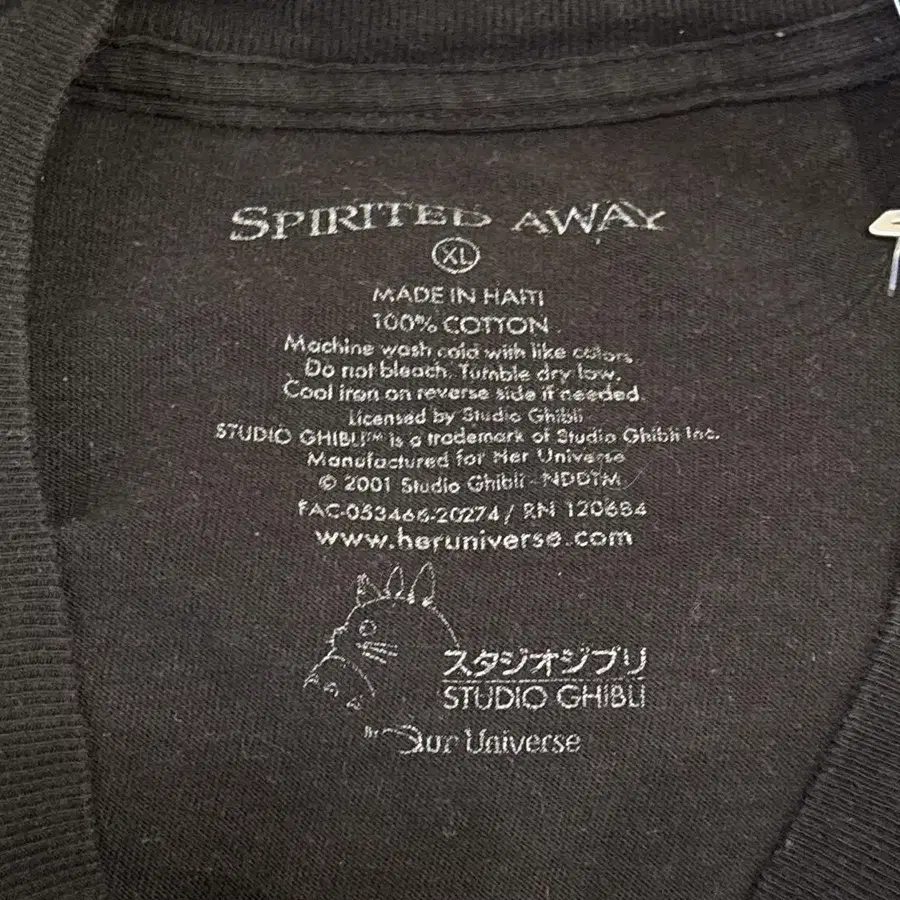 SPIRITED AWAY
XL
MADE IN HAITI
100% COTTON
Machine wash cold with like colors.
Do not bleach. Tumble dry low.
Cool iron on reverse side if needed.
Licensed by Studio Ghibli
STUDIO GHIBLI™ is a trademark of Studio Ghibli Inc.
Manufactured for Her Universe
© 2001 Studio Ghibli - NDDTM
FAC-053466-20274 / RN 120684
www.heruniverse.com
スタジオジブリ
STUDIO GHIBLI
Our Universe